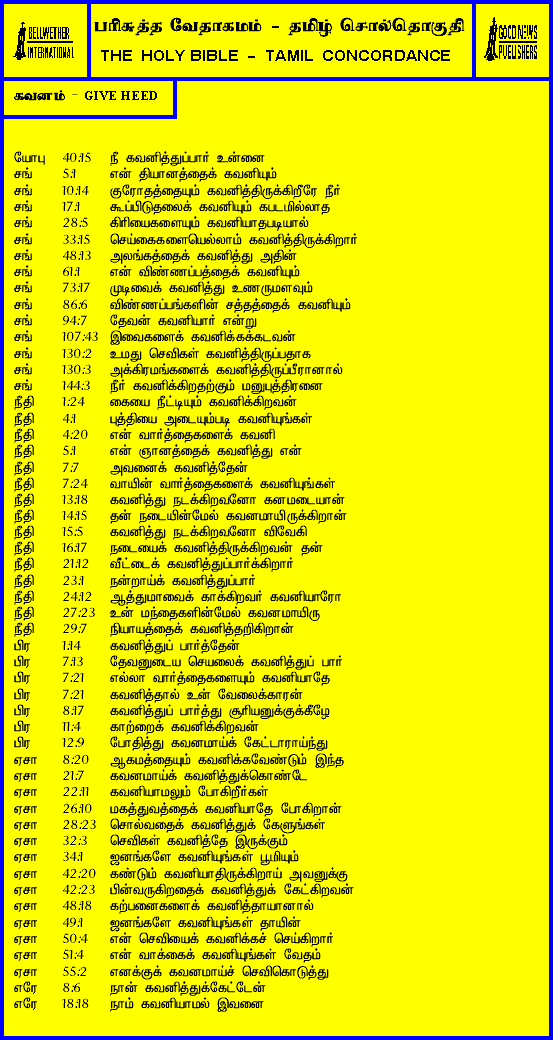 BELLWETHER
INTERNATIONAL
பரிசுத்த வேதாகமம் - தமிழ் சொல்தொகுதி
THE HOLY BIBLE - TAMIL CONCORDANCE
GOOD NEWS
PUBLISHERS
கவனம் - GIVE HEED
யோபு 40:15 நீ கவனித்துப்பார் உன்னை
சங் 5:1 என் தியானத்தைக் கவனியும்
சங் 10:14 குரோதத்தையும் கவனித்திருக்கிறீரே நீர்
சங் 17:1 கூப்பிடுதலைக் கவனியும் கபடமில்லாத
சங் 28:5 கிரியைகளையும் கவனியாதபடியால்
சங் 33:15 செய்கைகளையெல்லாம் கவனித்திருக்கிறார்
சங் 48:13 அலங்கத்தைக் கவனித்து அதின்
சங் 61:1 என் விண்ணப்பத்தைக் கவனியும்
சங் 73:17 முடிவைக் கவனித்து உணருமளவும்
சங் 86:6 விண்ணப்பங்களின் சத்தத்தைக் கவனியும்
சங் 94:7 தேவன் கவனியார் என்று
சங் 107:43 இவைகளைக் கவனிக்கக்கடவன்
சங் 130:2 உமது செவிகள் கவனித்திருப்பதாக
சங் 130:3 அக்கிரமங்களைக் கவனித்திருப்பீரானால்
சங் 144:3 நீர் கவனிக்கிறதற்கும் மனுபுத்திரனை
நீதி 1:24 கையை நீட்டியும் கவனிக்கிறவன்
நீதி 4:1 புத்தியை அடையும்படி கவனியுங்கள்
நீதி 4:20 என் வார்த்தைகளைக் கவனி
நீதி 5:1 என் ஞானத்தைக் கவனித்து என்
நீதி 7:7 அவனைக் கவனித்தேன்
நீதி 7:24 வாயின் வார்த்தைகளைக் கவனியுங்கள்
நீதி 13:18 கவனித்து நடக்கிறவனோ கனமடையான்
நீதி 14:15 தன் நடையின்மேல் கவனமாயிருக்கிறான்
நீதி 15:5 கவனித்து நடக்கிறவனோ விவேகி
நீதி 16:17 நடையைக் கவனித்திருக்கிறவன் தன்
நீதி 21:12 வீட்டைக் கவனித்துப்பார்க்கிறார்
நீதி 23:1 நன்றாய்க் கவனித்துப்பார்
நீதி 24:12 ஆத்துமாவைக் காக்கிறவர் கவனியாரோ
நீதி 27:23 உன் மந்தைகளின்மேல் கவனமாயிரு
நீதி 29:7 நியாயத்தைக் கவனித்தறிகிறான்
பிர 1:14 கவனித்துப் பார்த்தேன்
பிர 7:13 தேவனுடைய செயலைக் கவனித்துப் பார்
பிர 7:21 எல்லா வார்த்தைகளையும் கவனியாதே
பிர 7:21 கவனித்தால் உன் வேலைக்காரன்
பிர 8:17 கவனித்துப் பார்த்து சூரியனுக்குக்கீழே
பிர 11:4 காற்றைக் கவனிக்கிறவன்
பிர 12:9 போதித்து கவனமாய்க் கேட்டாராய்ந்து
ஏசா 8:20 ஆகமத்தையும் கவனிக்கவேண்டும் இந்த
ஏசா 21:7 கவனமாய்க் கவனித்துக்கொண்டே
ஏசா 22:11 கவனியாமலும் போகிறீர்கள்
ஏசா 26:10 மகத்துவத்தைக் கவனியாதே போகிறான்
ஏசா 28:23 சொல்வதைக் கவனித்துக் கேளுங்கள்
ஏசா 32:3 செவிகள் கவனித்தே இருக்கும்
ஏசா 34:1 ஜனங்களே கவனியுங்கள் பூமியும்
ஏசா 42:20 கண்டும் கவனியாதிருக்கிறாய் அவனுக்கு
ஏசா 42:23 பின்வருகிறதைக் கவனித்துக் கேட்கிறவன்
ஏசா 48:18 கற்பனைகளைக் கவனித்தாயானால்
ஏசா 49:1 ஜனங்களே கவனியுங்கள் தாயின்
ஏசா 50:4 என் செவியைக் கவனிக்கச் செய்கிறார்
ஏசா 51:4 என் வாக்கைக் கவனியுங்கள் வேதம்
ஏசா 55:2 எனக்குக் கவனமாய்ச் செவிகொடுத்து
எரே 8:6 நான் கவனித்துக்கேட்டேன்
எரே 18:18 நாம் கவனியாமல் இவனை